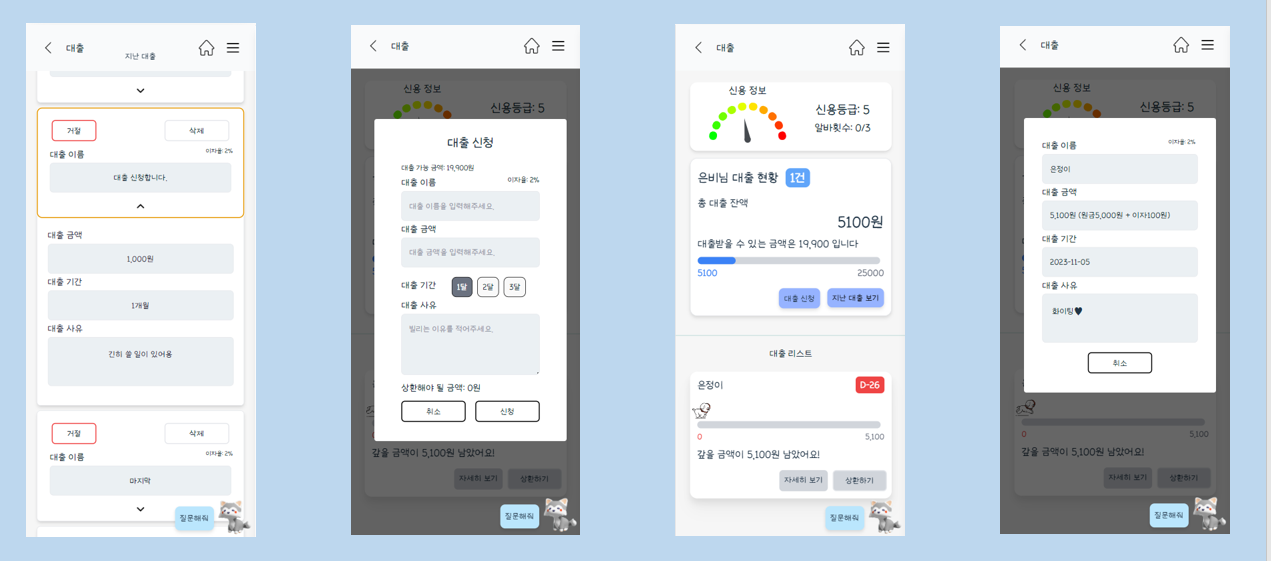 대출
지난 대출
거절
삭제
대출 이름
이자율: 2%
대출 신청합니다.
대출 금액
1,000원
대출 기간
1개월
대출 사유
긴히 쓸 일이 있어옹
거절
삭제
대출 이름
이자율: 2%
마지막
질문해줘
대출
신용 정보
신용등급: 5
대출 신청
대출 가능 금액: 19,900원
대출 이름
이자율: 2%
대출 이름을 입력해주세요.
대출 금액
대출 금액을 입력해주세요.
대출 기간
1달
2달
3달
대출 사유
빌리는 이유를 적어주세요.
상환해야 될 금액: 0원
취소
신청
갚을 금액이 5,100원 남았어요!
자세히 보기
상환하기
질문해줘
대출
신용 정보
신용등급: 5
알바횟수: 0/3
은비님 대출 현황 1건
총 대출 잔액
5100원
대출받을 수 있는 금액은 19,900 입니다
5100
25000
대출 신청
지난 대출 보기
대출 리스트
은정이
D-26
0
5,100
갚을 금액이 5,100원 남았어요!
자세히 보기
상환하기
질문해줘
대출
신용 정보
신용등급: 5
대출 이름
이자율: 2%
은정이
대출 금액
5,100원 (원금5,000원 + 이자100원)
대출 기간
2023-11-05
대출 사유
화이팅🖤
취소
0
5,100
갚을 금액이 5,100원 남았어요!
자세히 보기
상환하기
질문해줘